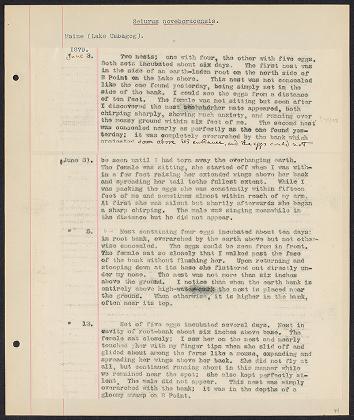 Seiurus noveboracensis.
Maine (Lake Umbagog).
1879.
June 3. Two nests; one with four, the other with five eggs.
Both sets incubated about six days. The first nest was
in the side of an earth-laden root on the north side of
B Point on the Lake shore. This nest was not concealed
like the one found yesterday, being simply set in the
side of the bank. I could see the eggs from a distance
of ten feet. The female was not sitting but soon after
I discovered the nest her mate appeared, both
chirping sharply, showing much anxiety, and running over
the mossy ground within six feet of me. The second nest
was concealed nearly as perfectly as the one found yes-
terday; it was completely overarched by the bank which
projected down above its entrance, and the eggs could not
(June 3). be seen until I had torn away the overhanging earth.
The female was sitting, she started off when I was with-
in a few feet raising her extended wings above her back
and spreading her tail to the fullest extent. While I
was packing the eggs she was constantly within fifteen
feet of me and sometimes almost within reach of my arm.
At first she was silent but shortly afterwards she began
a sharp chirping. The male was singing meanwhile in
the distance but he did not appear.
" 5. Nest containing four eggs incubated about ten days;
in root bank, overarched by the earth above but not other-
wise concealed. The eggs could be seen from in front.
The female sat so closely that I walked past the face
of the bank without flushing her. Upon returning and
stooping down at its base she fluttered out directly un-
der my nose. The nest was not more than six inches
above the ground. I notice that when the earth bank is
entirely above high-water-mark the nest is placed near
the ground. When otherwise, it is higher in the bank,
often near its top.
" 13. Set of five eggs incubated several days. Nest in
cavity of root-bank about six inches above base. The
female sat closely; I saw her on the nest and nearly
touched her with my finger tips when she slid off and
glided about among the ferns like a mouse, expanding and
spreading her wings above her back. She did not fly at
all, but continued running about in this manner while
we remained near the spot; she also kept perfectly si-
lent. The male did not appear. This nest was simply
overarched with the bank; it was in the depths of a
gloomy swamp on B Point.